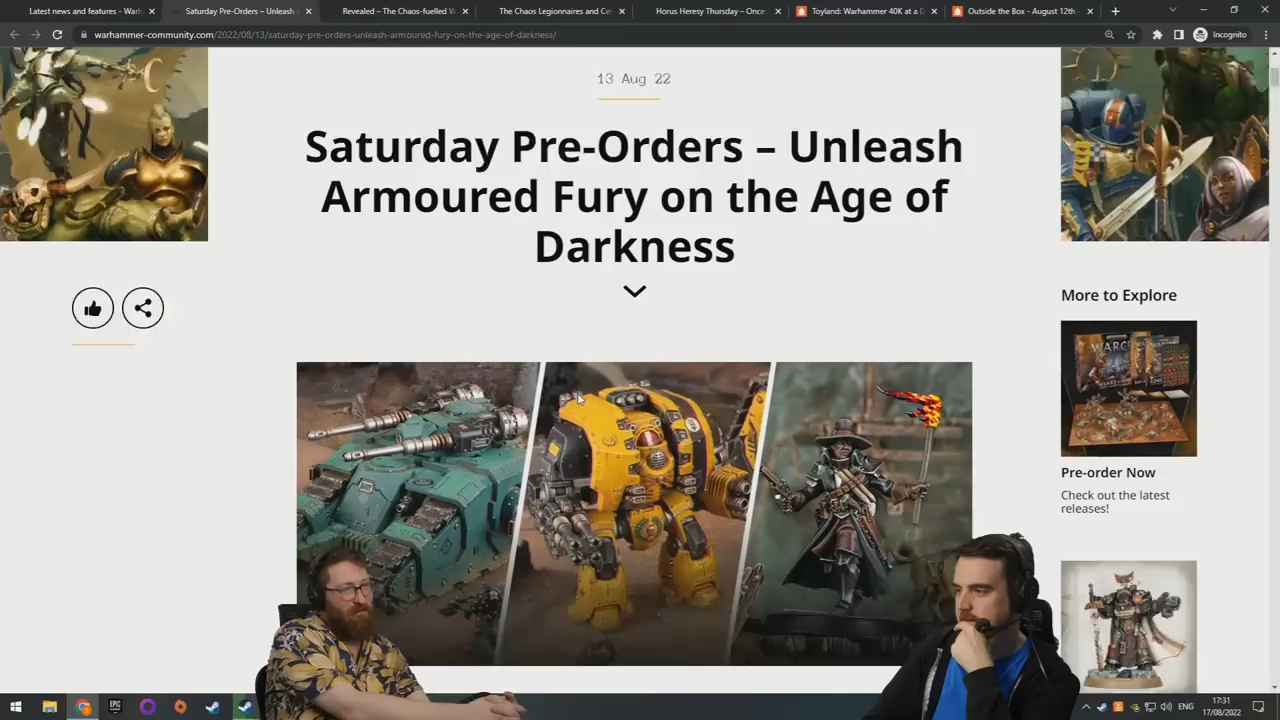 Latest news and features - Warh
Saturday Pre-Orders – Unleash A
Revealed – The Chaos-fuelled W
The Chaos Legionnaires and Cel
Horus Heresy Thursday – Once
Toyland: Warhammer 40K at a D
Outside the Box - August 12th
warhammer-community.com/2022/08/13/saturday-pre-orders-unleash-armoured-fury-on-the-age-of-darkness/
Incognito
13 Aug 22
Saturday Pre-Orders – Unleash
Armoured Fury on the Age of
Darkness
More to Explore
WARCR
Pre-order Now
Check out the latest
releases!
EPIC
ENG
17:31
17/08/2022